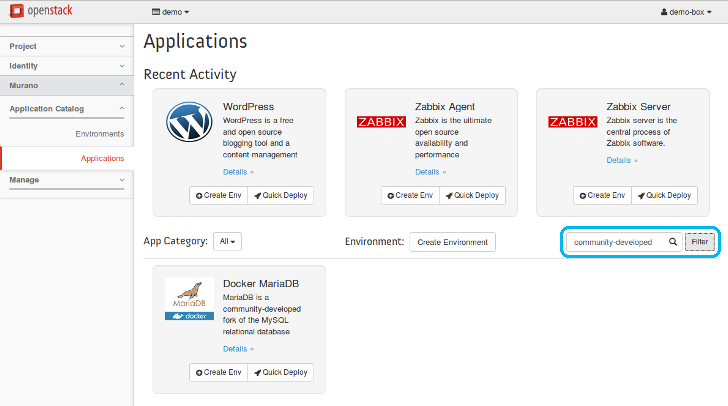 openstack
demo
demo-box
Project
Identity
Murano
Application Catalog
Environments
Applications
Manage
Applications
Recent Activity
WordPress
WordPress is a free
and open source
blogging tool and a
content management
Details »
Create Env
Quick Deploy
Zabbix Agent
ZABBIX
Zabbix is the ultimate
open source
availability and
performance
Details »
Create Env
Quick Deploy
Zabbix Server
ZABBIX
Zabbix server is the
central process of
Zabbix software.
Details »
Create Env
Quick Deploy
App Category:
All
Environment:
Create Environment
community-developed
Filter
Docker MariaDB
MariaDB
docker
MariaDB is a
community-developed
fork of the MySQL
relational database
Details »
Create Env
Quick Deploy